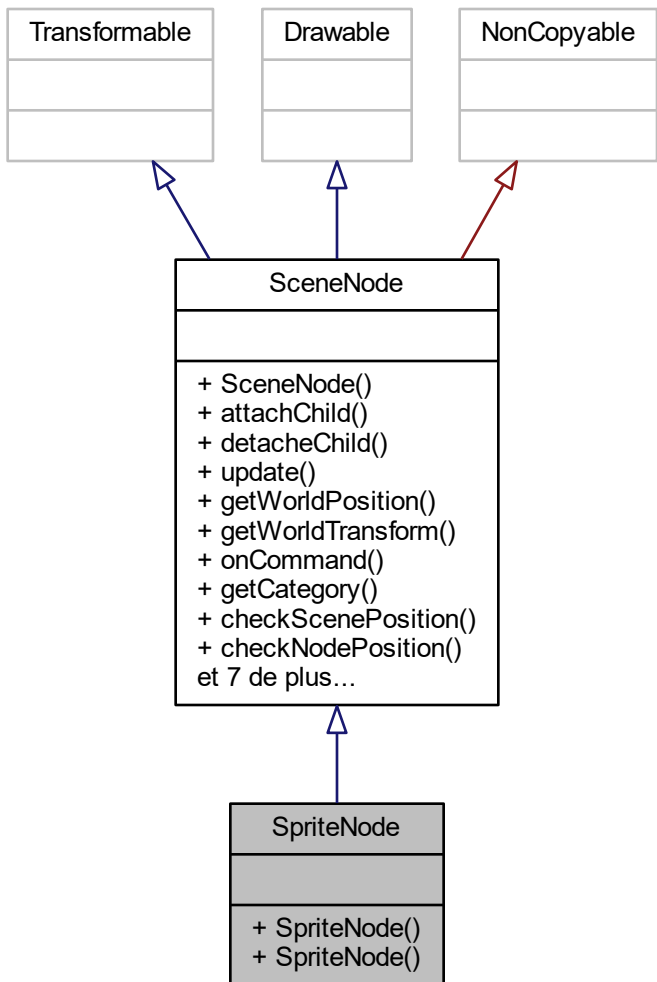 Transformable
Drawable
NonCopyable
SceneNode
+ SceneNode()
+ attachChild()
+ detacheChild()
+ update()
+ getWorldPosition()
+ getWorldTransform()
+ onCommand()
+ getCategory()
+ checkScenePosition()
+ checkNodePosition()
et 7 de plus...
SpriteNode
+ SpriteNode()
+ SpriteNode()